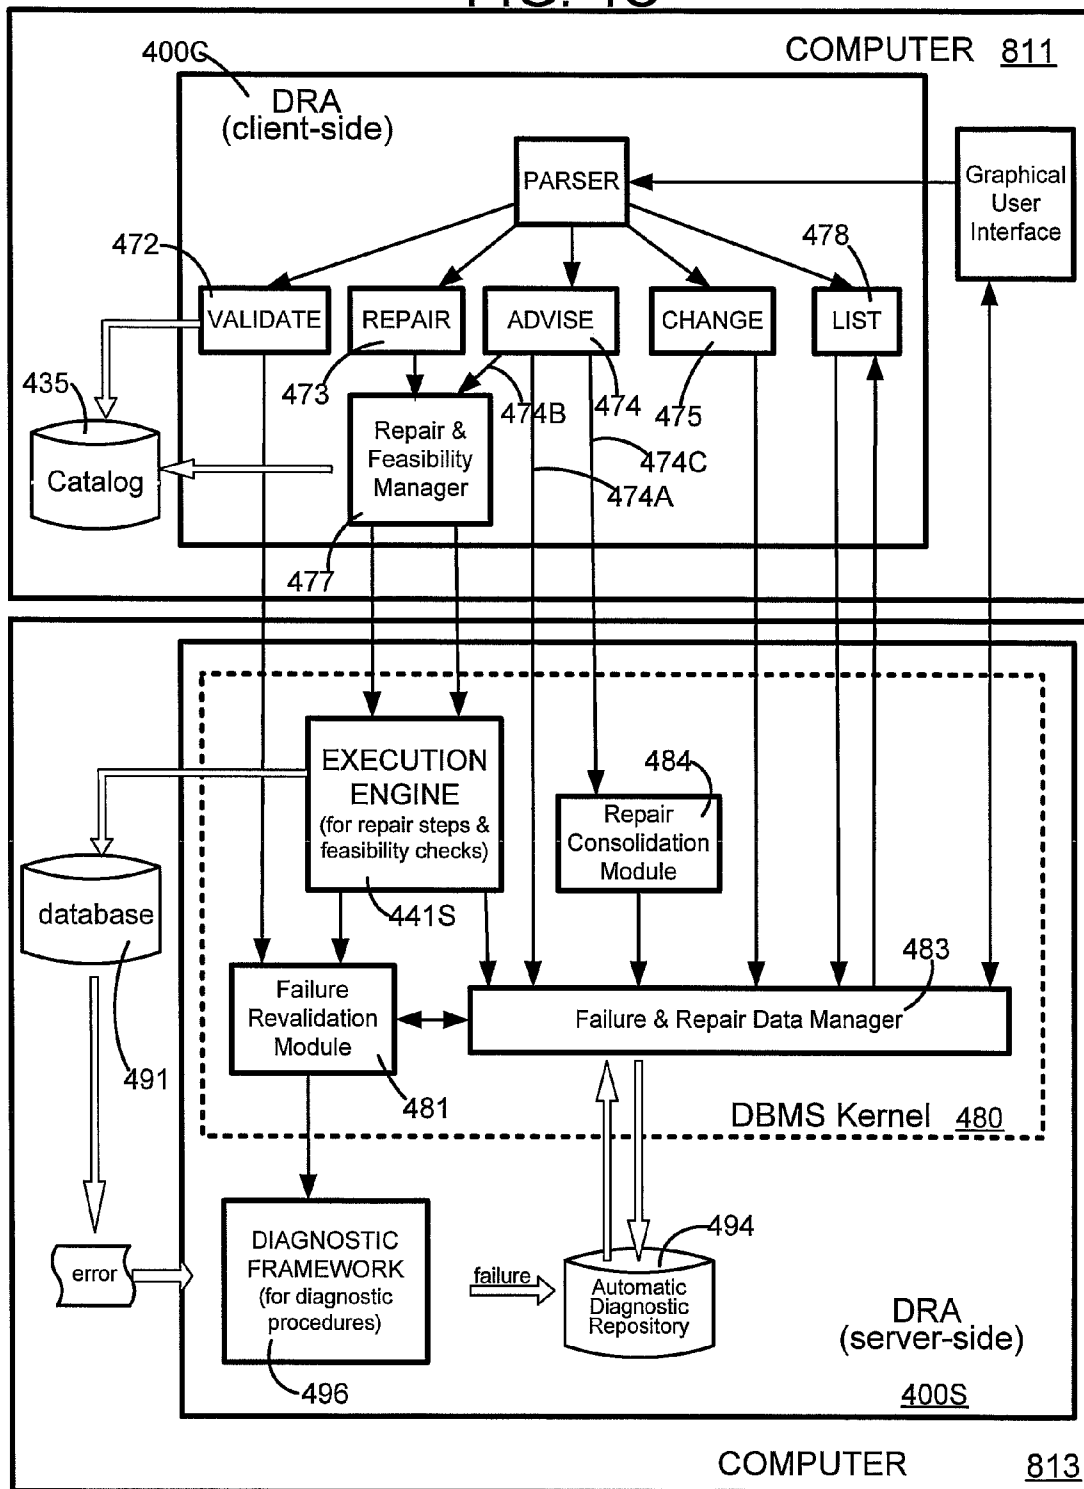 COMPUTER 811
400C
DRA
(client-side)
PARSER
Graphical
User
Interface
472
478
VALIDATE
REPAIR
ADVISE
CHANGE
LIST
435
473
474B
474
475
Catalog
Repair &
Feasibility
Manager
474C
474A
477
EXECUTION
ENGINE
(for repair steps &
feasibility checks)
484
Repair
Consolidation
Module
441S
database
483
Failure
Revalidation
Module
Failure & Repair Data Manager
491
481
DBMS Kernel 480
494
error
DIAGNOSTIC
FRAMEWORK
(for diagnostic
procedures)
failure
Automatic
Diagnostic
Repository
DRA
(server-side)
496
400S
COMPUTER 813